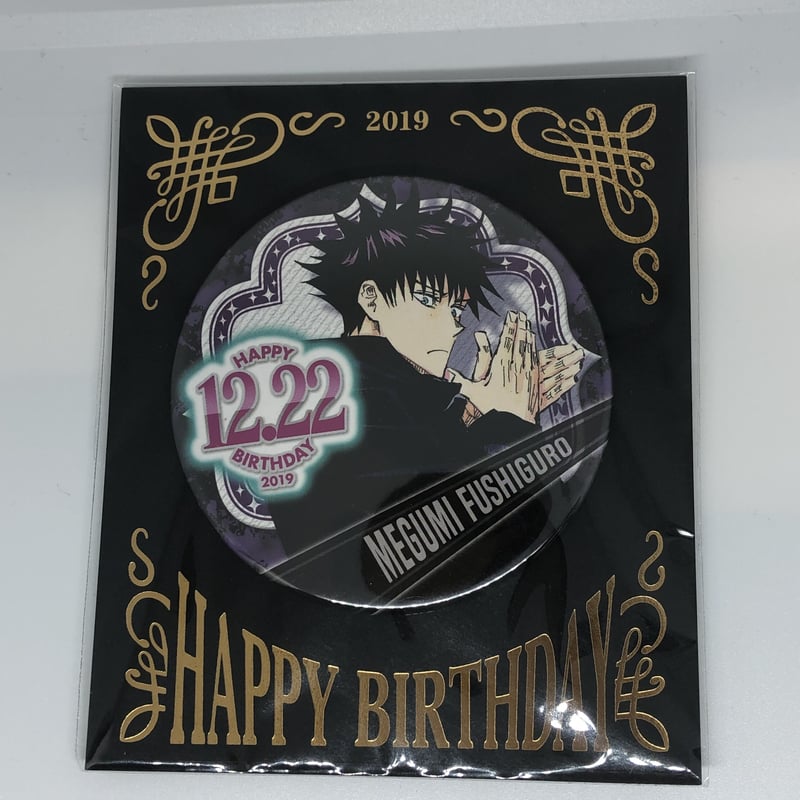 2019
HAPPY
12.22
BIRTHDAY
2019
MEGUMI FUSHIGURO
HAPPY BIRTHDAY